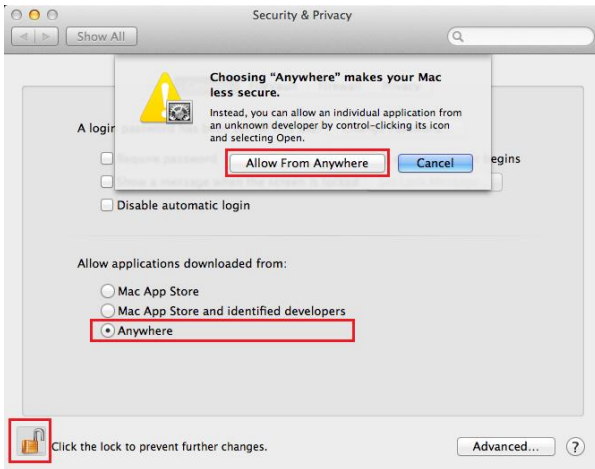 Security & Privacy
Show All
Choosing “Anywhere” makes your Mac
less secure.
Instead, you can allow an individual application from
an unknown developer by control-clicking its icon
and selecting Open.
A login
Allow From Anywhere
Cancel
egins
Disable automatic login
Allow applications downloaded from:
Mac App Store
Mac App Store and identified developers
Anywhere
Click the lock to prevent further changes.
Advanced...
?